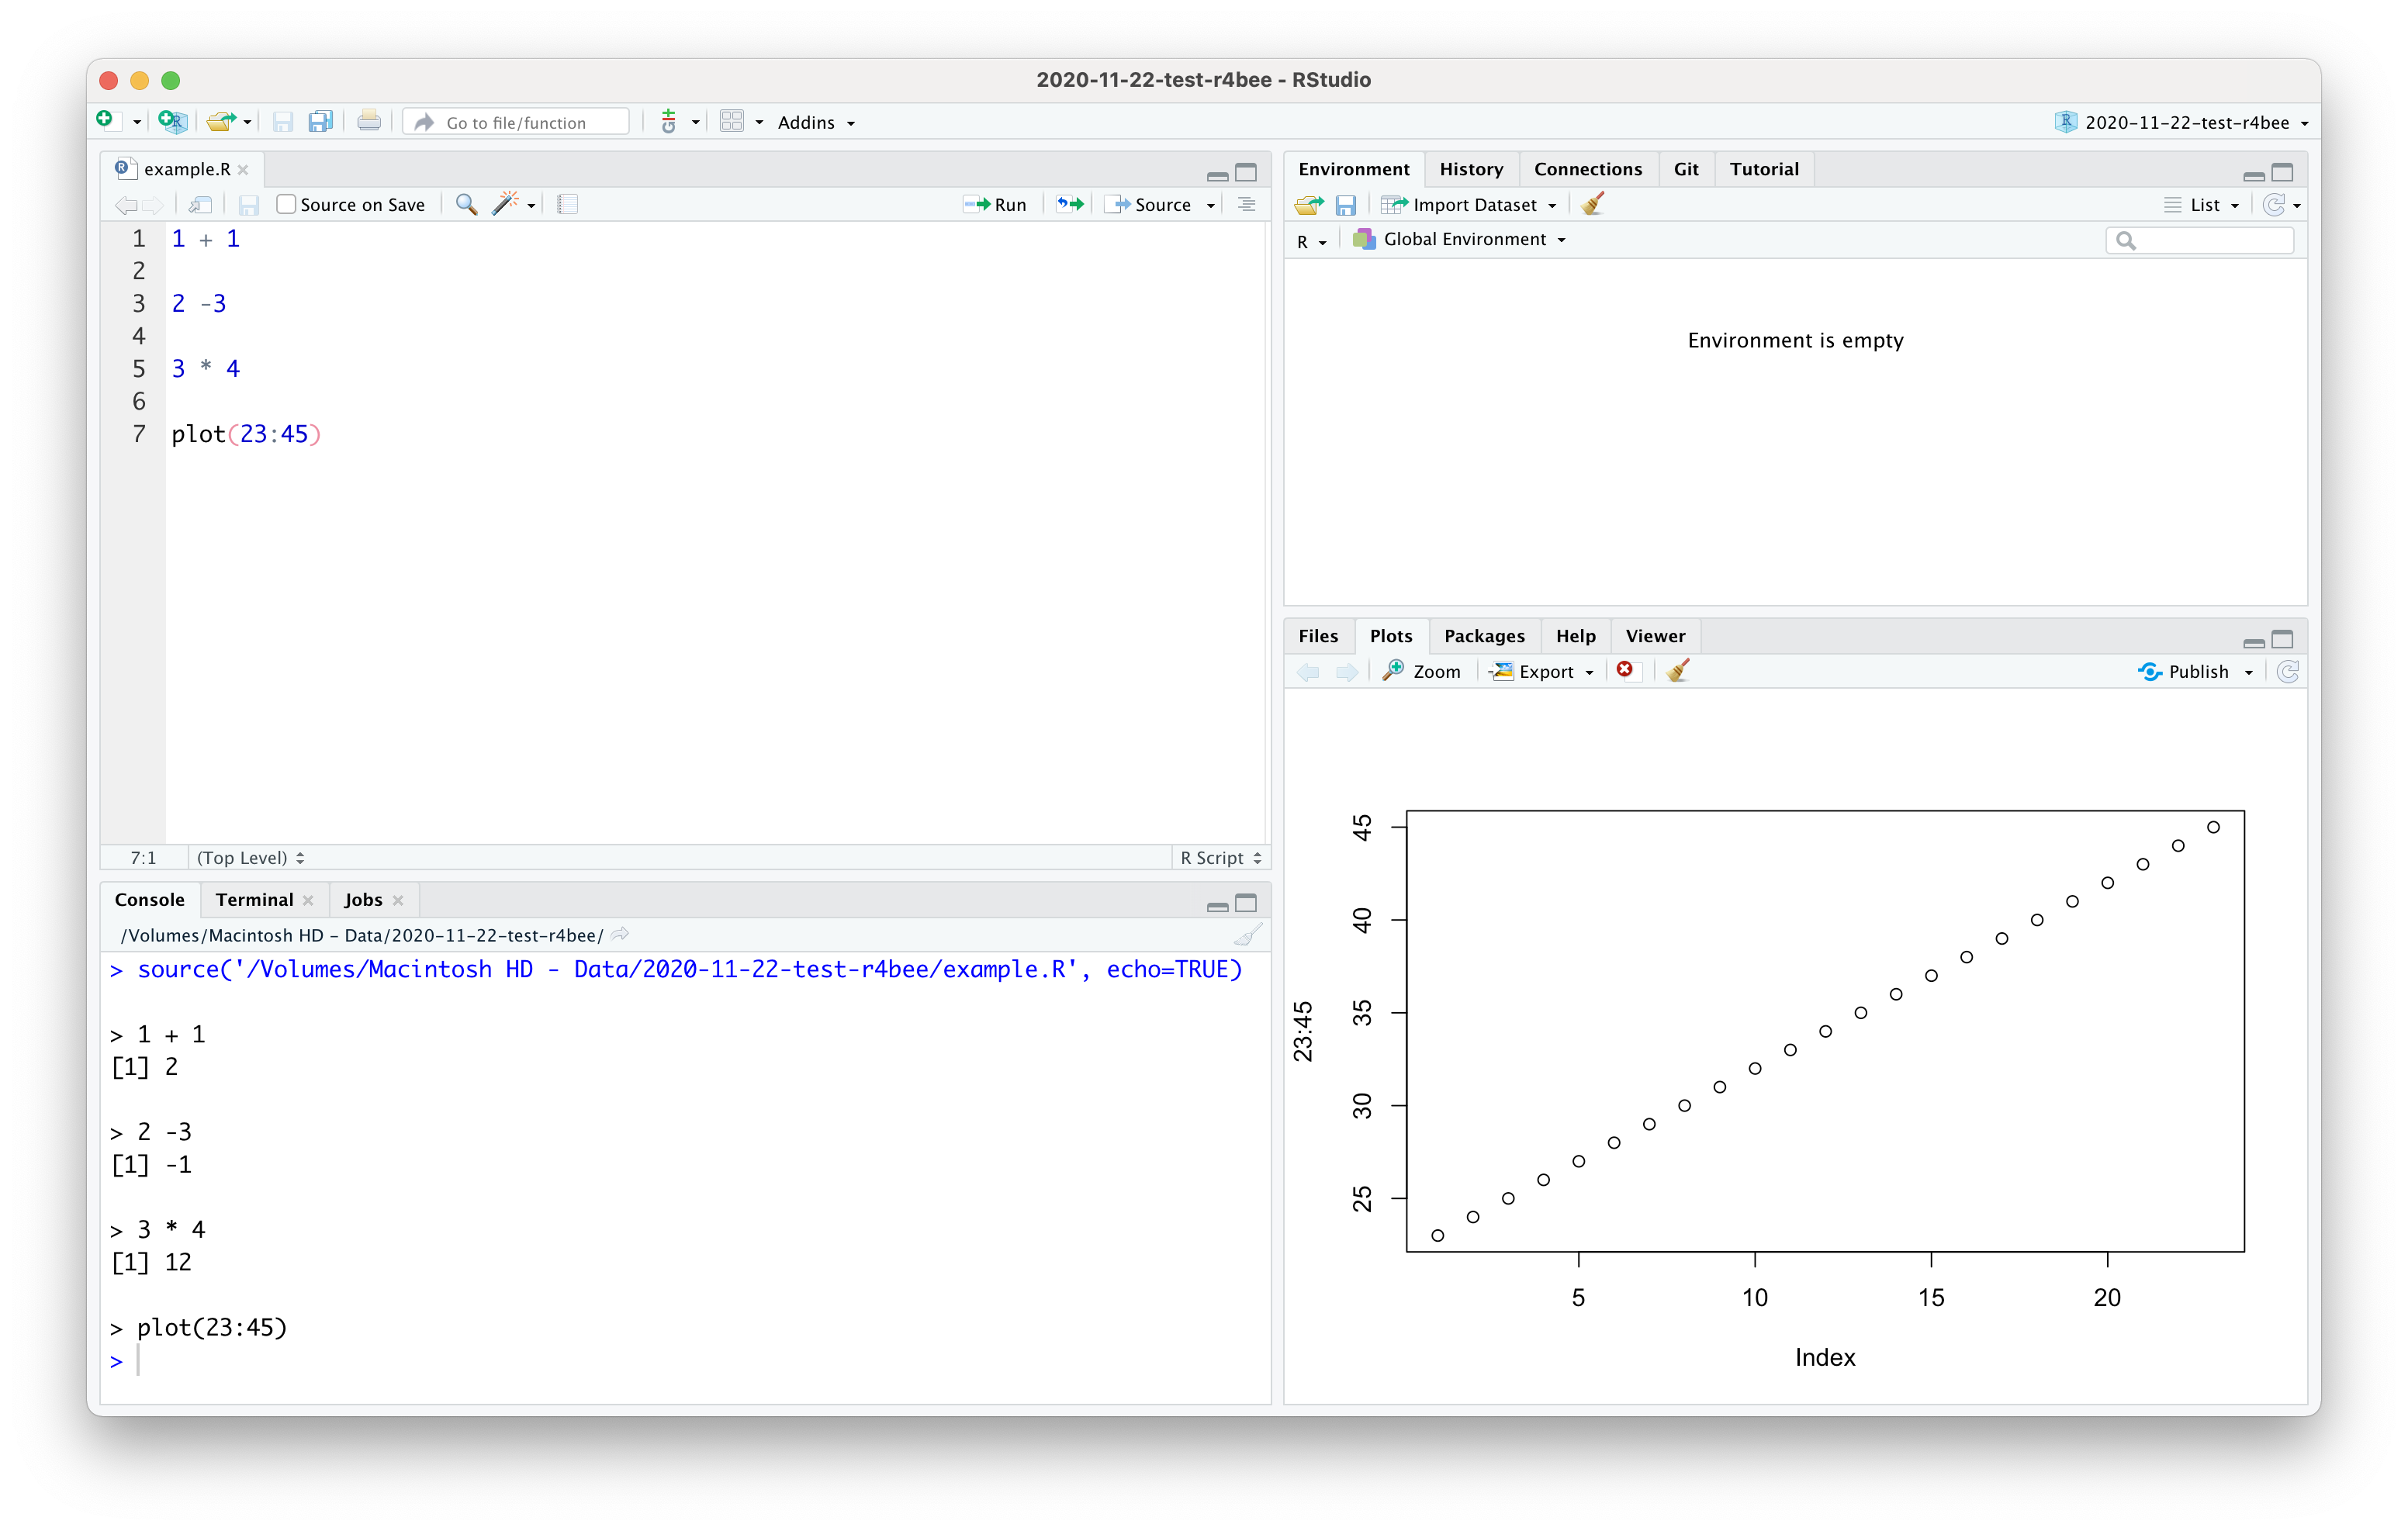 2020-11-22-test-r4bee - RStudio
Go to file/function
Addins
2020-11-22-test-r4bee
example.R
Source on Save
Run
Source
1 1 + 1
2
3 2 -3
4
5 3 * 4
6
7 plot(23:45)
7:1 (Top Level) R Script
Console Terminal Jobs
/Volumes/Macintosh HD - Data/2020-11-22-test-r4bee/
> source('/Volumes/Macintosh HD - Data/2020-11-22-test-r4bee/example.R', echo=TRUE)
> 1 + 1
[1] 2
> 2 -3
[1] -1
> 3 * 4
[1] 12
> plot(23:45)
>
Environment History Connections Git Tutorial
Import Dataset List
R Global Environment
Environment is empty
Files Plots Packages Help Viewer
Zoom Export Publish
45
40
35
30
25
23:45
5 10 15 20
Index